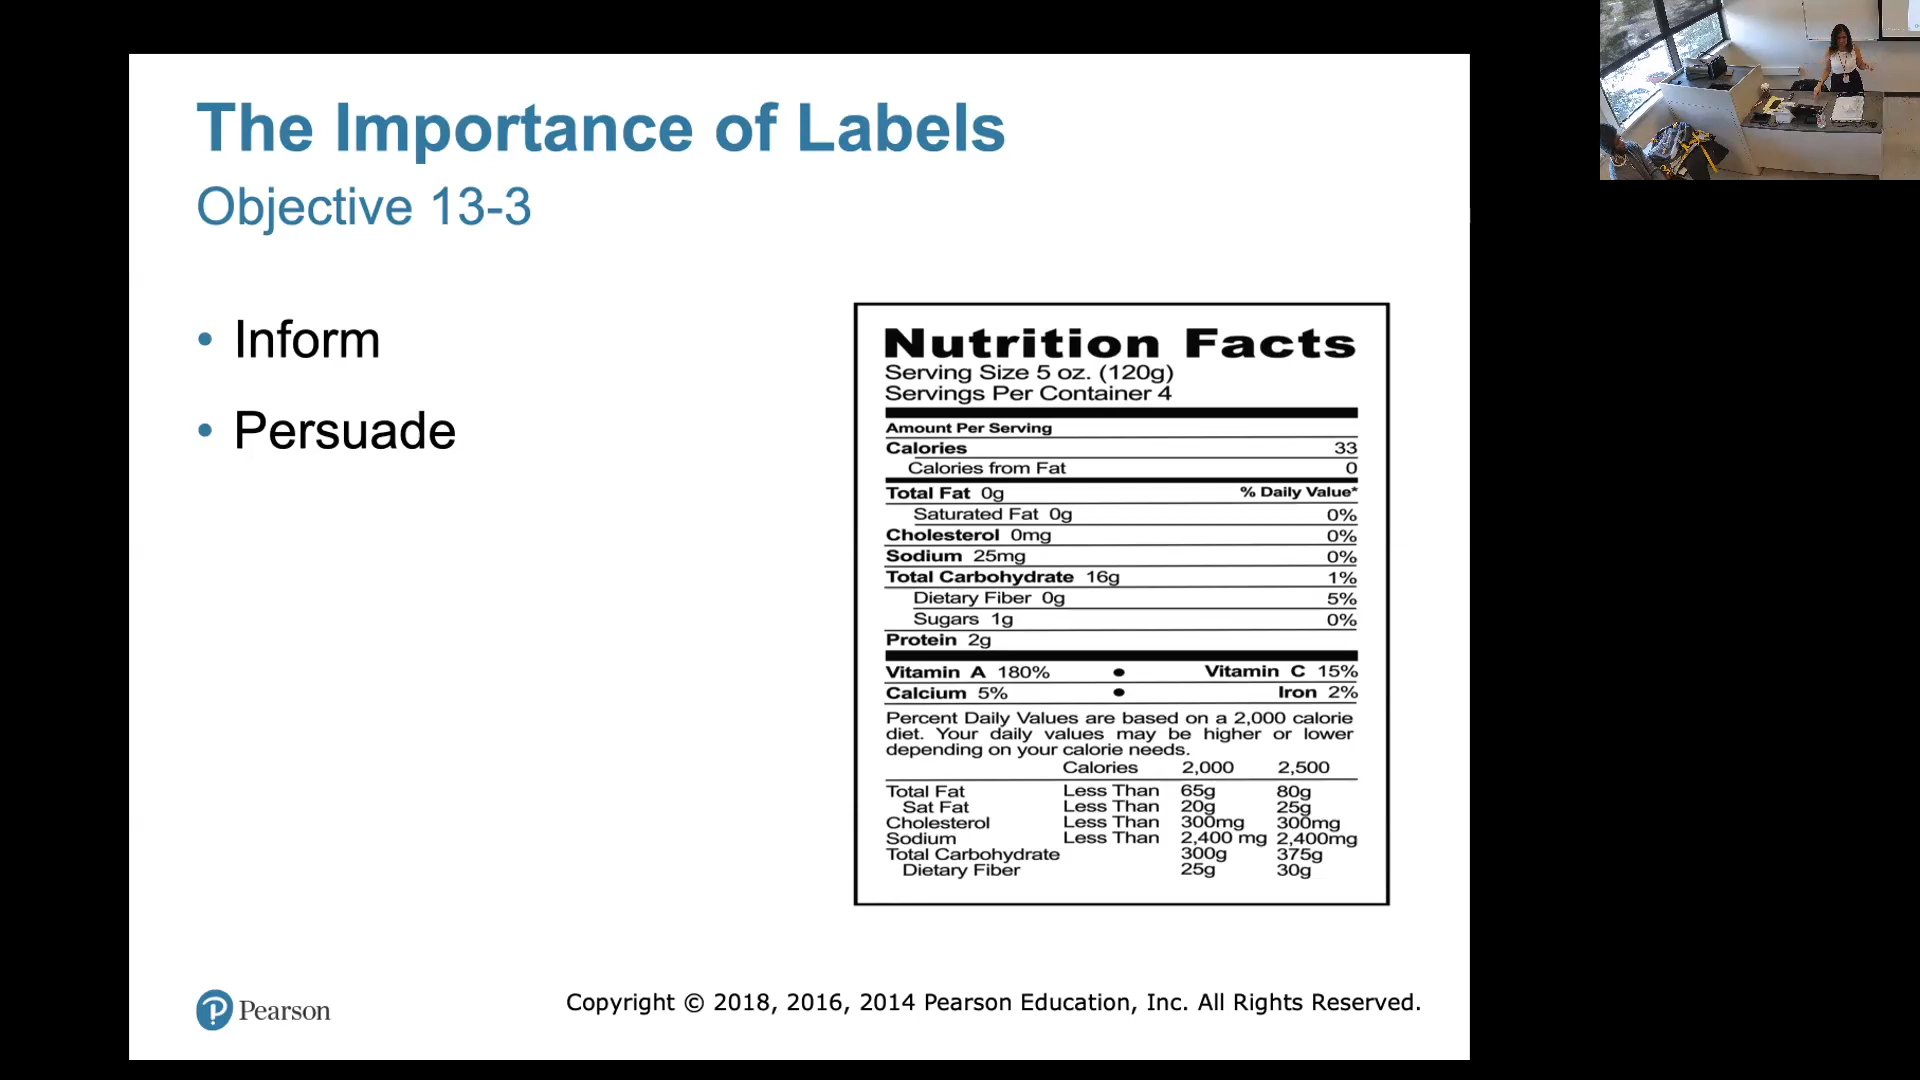 The Importance of Labels
Objective 13-3
• Inform
• Persuade
Nutrition Facts
Serving Size 5 oz. (120g)
Servings Per Container 4
Amount Per Serving
Calories 33
Calories from Fat 0
Total Fat 0g % Daily Value*
Saturated Fat 0g 0%
Cholesterol 0mg 0%
Sodium 25mg 0%
Total Carbohydrate 16g 1%
Dietary Fiber 0g 5%
Sugars 1g 0%
Protein 2g
Vitamin A 180% • Vitamin C 15%
Calcium 5% • Iron 2%
Percent Daily Values are based on a 2,000 calorie
diet. Your daily values may be higher or lower
depending on your calorie needs.
Calories 2,000 2,500
Total Fat Less Than 65g 80g
Sat Fat Less Than 20g 25g
Cholesterol Less Than 300mg 300mg
Sodium Less Than 2,400 mg 2,400mg
Total Carbohydrate 300g 375g
Dietary Fiber 25g 30g
Pearson
Copyright © 2018, 2016, 2014 Pearson Education, Inc. All Rights Reserved.